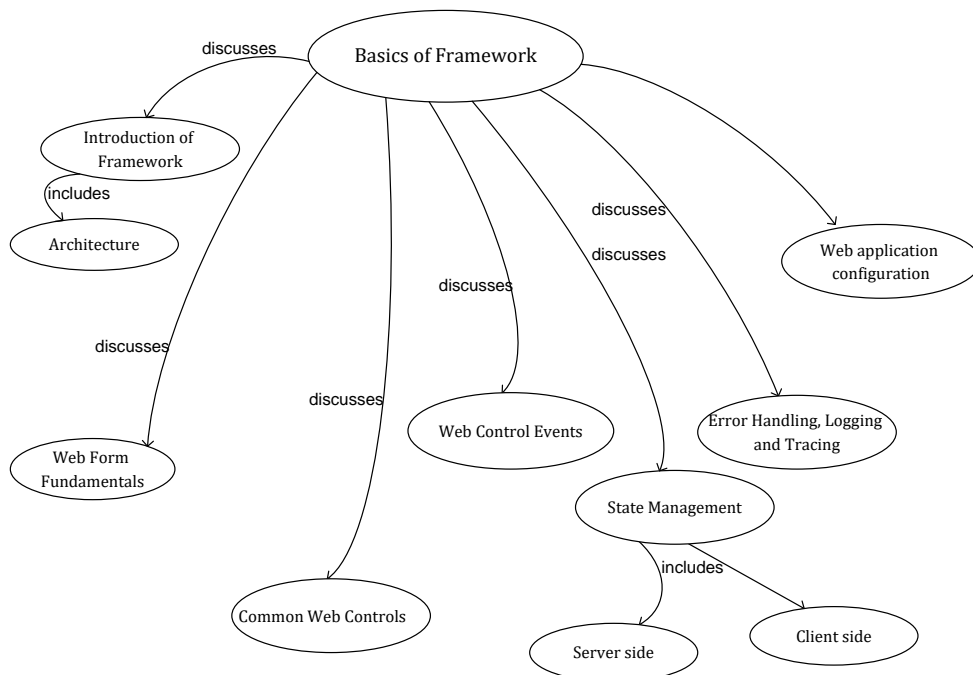 Basics of Framework
discusses
Introduction of
Framework
includes
Architecture
discusses
discusses
Web application
configuration
discusses
discusses
discusses
Web Form
Fundamentals
Web Control Events
Error Handling, Logging
and Tracing
State Management
includes
Common Web Controls
Server side
Client side